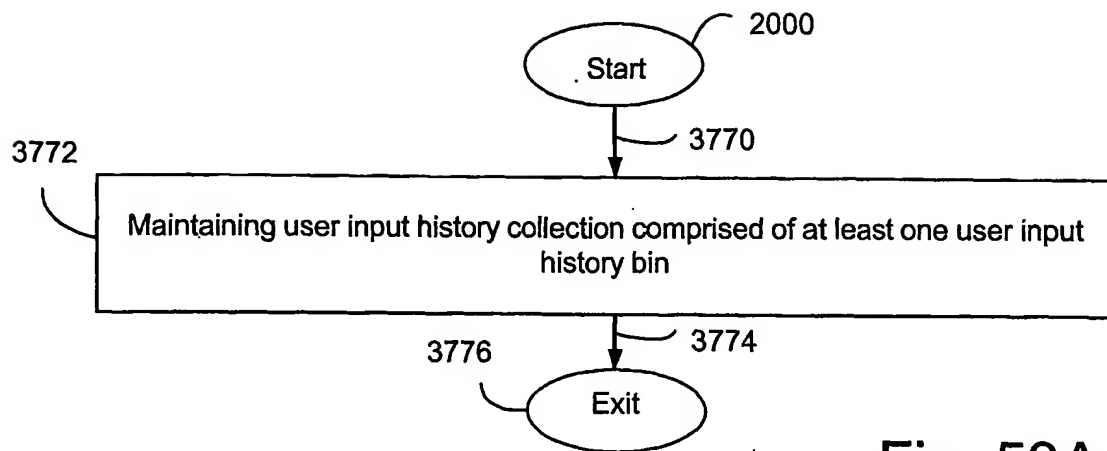 2000
Start
3770
3772
Maintaining user input history collection comprised of at least one user input
history bin
3774
3776
Exit